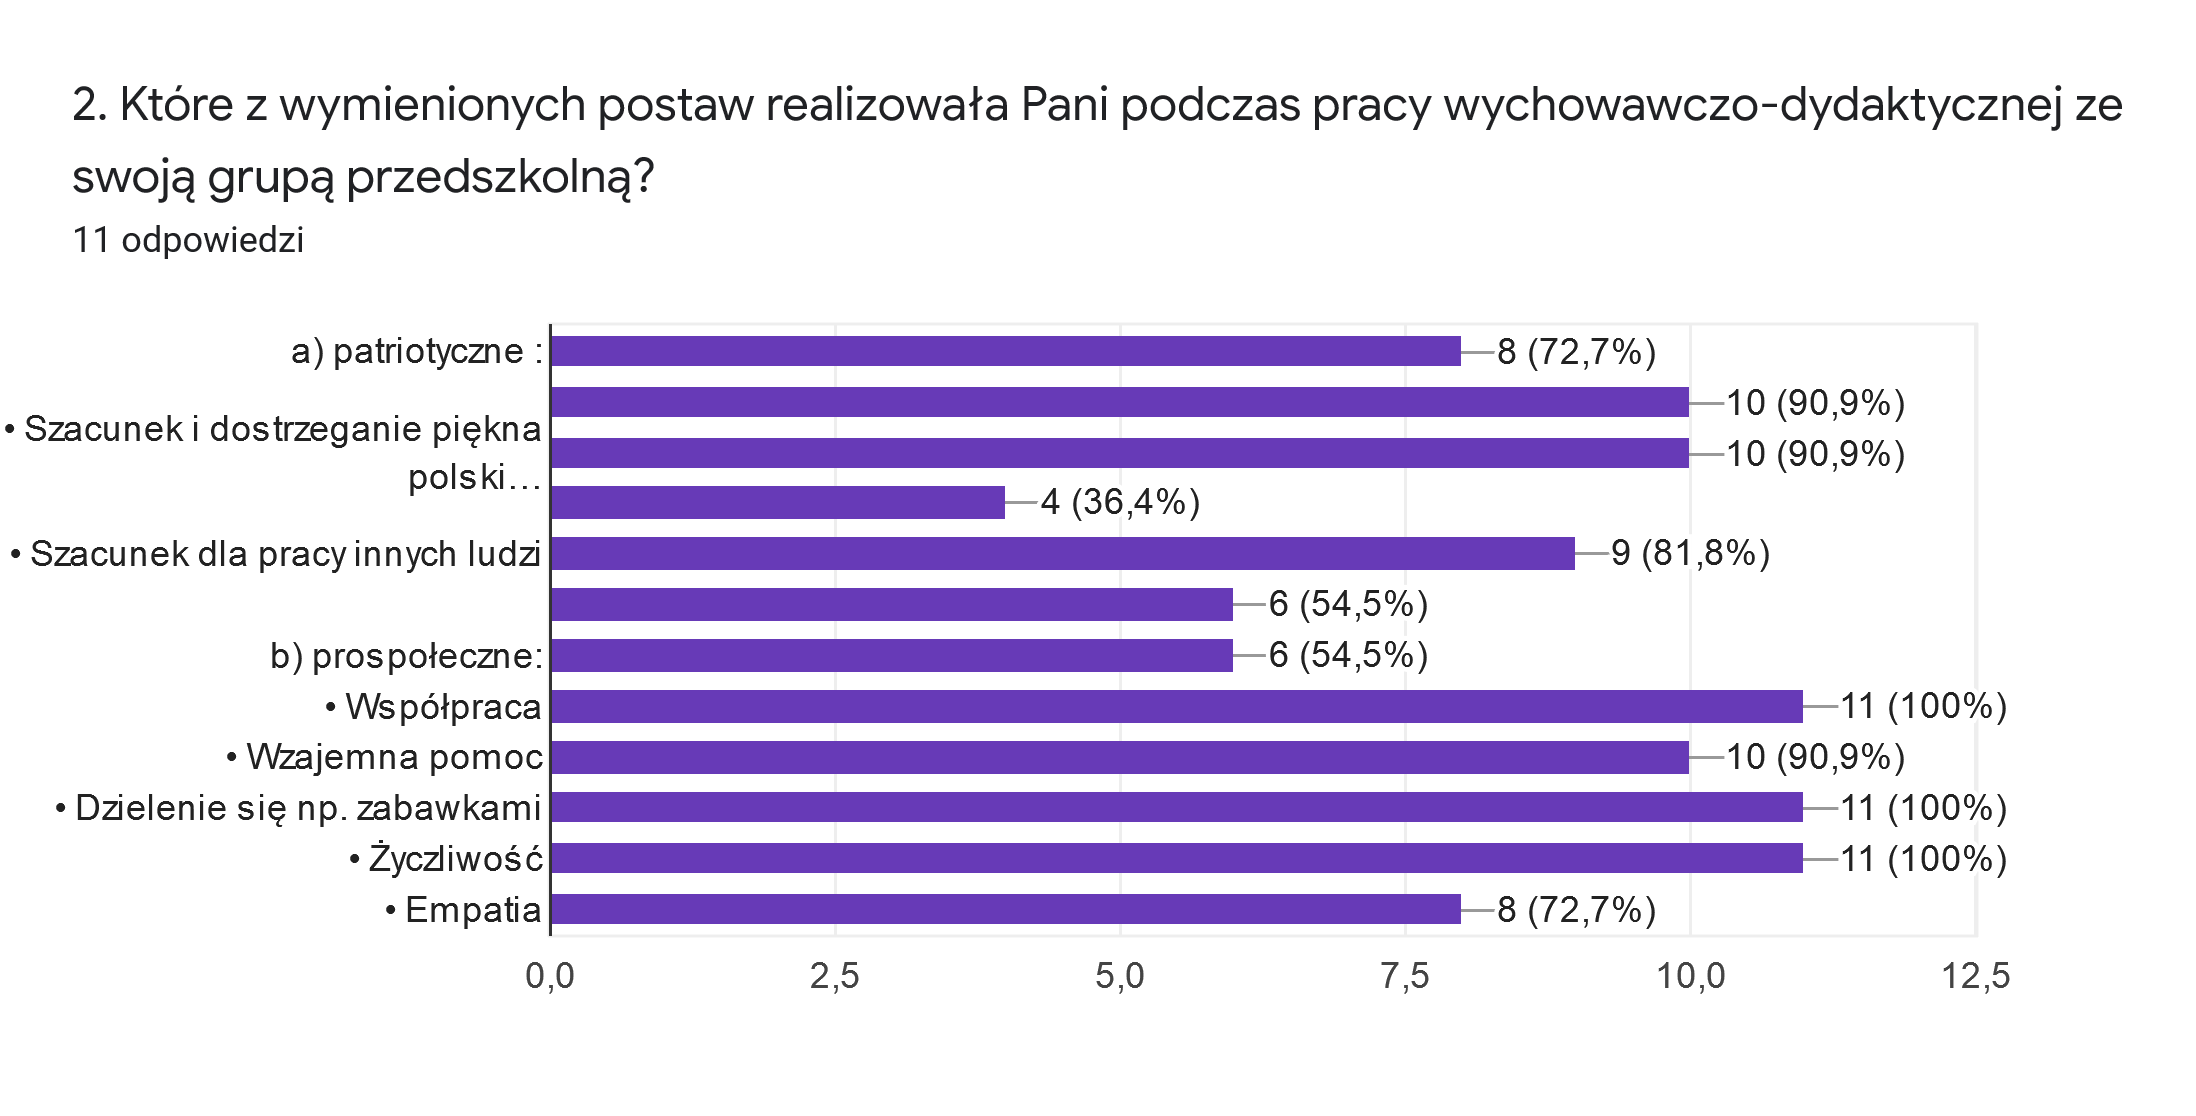 2. Które z wymienionych postaw realizowała Pani podczas pracy wychowawczo-dydaktycznej ze
swoją grupą przedszkolną?
11 odpowiedzi
a) patriotyczne :
8 (72,7%)
10 (90,9%)
• Szacunek i dostrzeganie piękna
polski…
10 (90,9%)
4 (36,4%)
• Szacunek dla pracy innych ludzi
9 (81,8%)
6 (54,5%)
b) prospołeczne:
6 (54,5%)
• Współpraca
11 (100%)
• Wzajemna pomoc
10 (90,9%)
• Dzielenie się np. zabawkami
11 (100%)
• Życzliwość
11 (100%)
• Empatia
8 (72,7%)
0,0
2,5
5,0
7,5
10,0
12,5